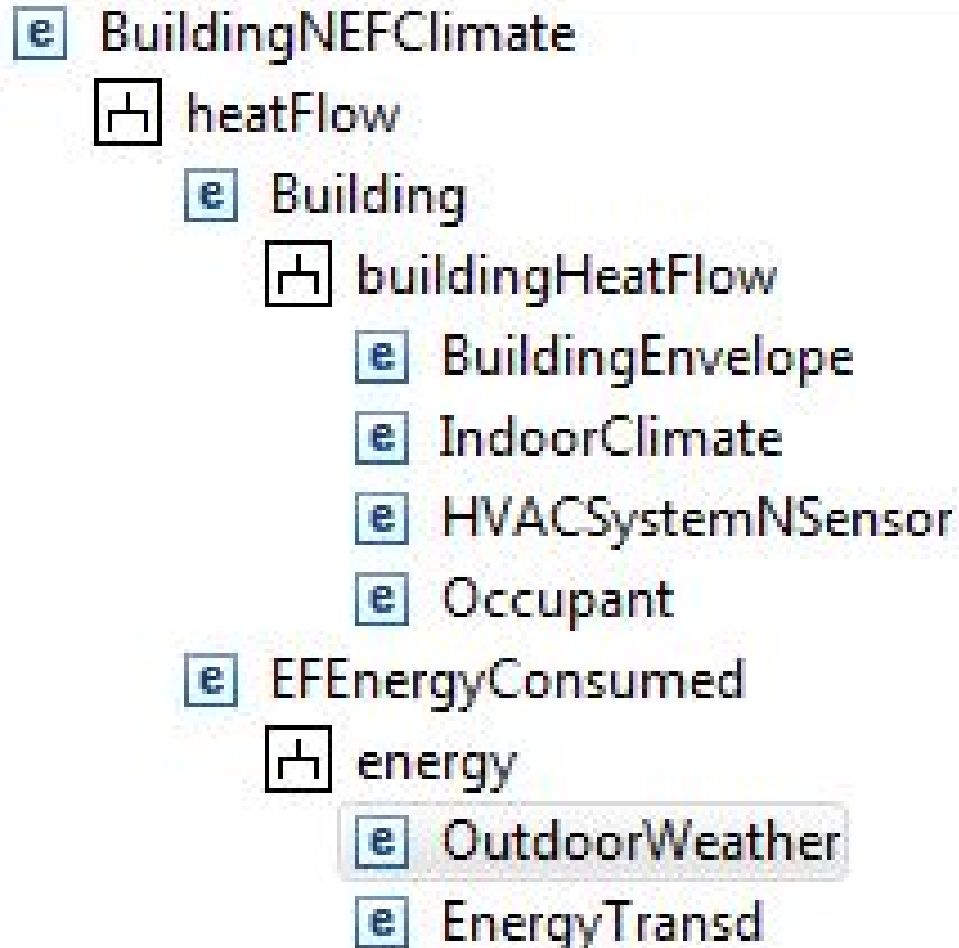 e BuildingNEFClimate
heatFlow
e Building
buildingHeatFlow
e BuildingEnvelope
e IndoorClimate
e HVACSystemNSensor
e Occupant
e EFEnergyConsumed
energy
e OutdoorWeather
e EnergyTransd